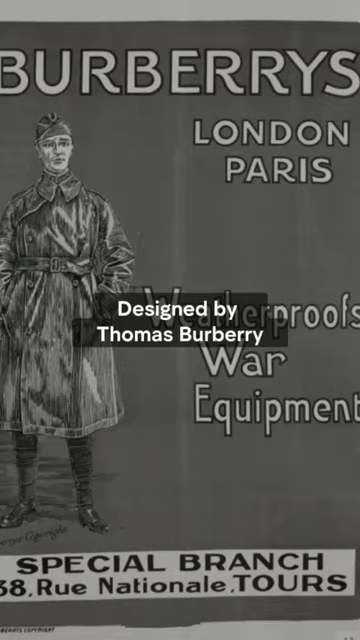 BURBERRYS
LONDON
PARIS
Designed by
Thomas Burberry
Weatherproofs
War
Equipment
SPECIAL BRANCH
38, Rue Nationale, TOURS